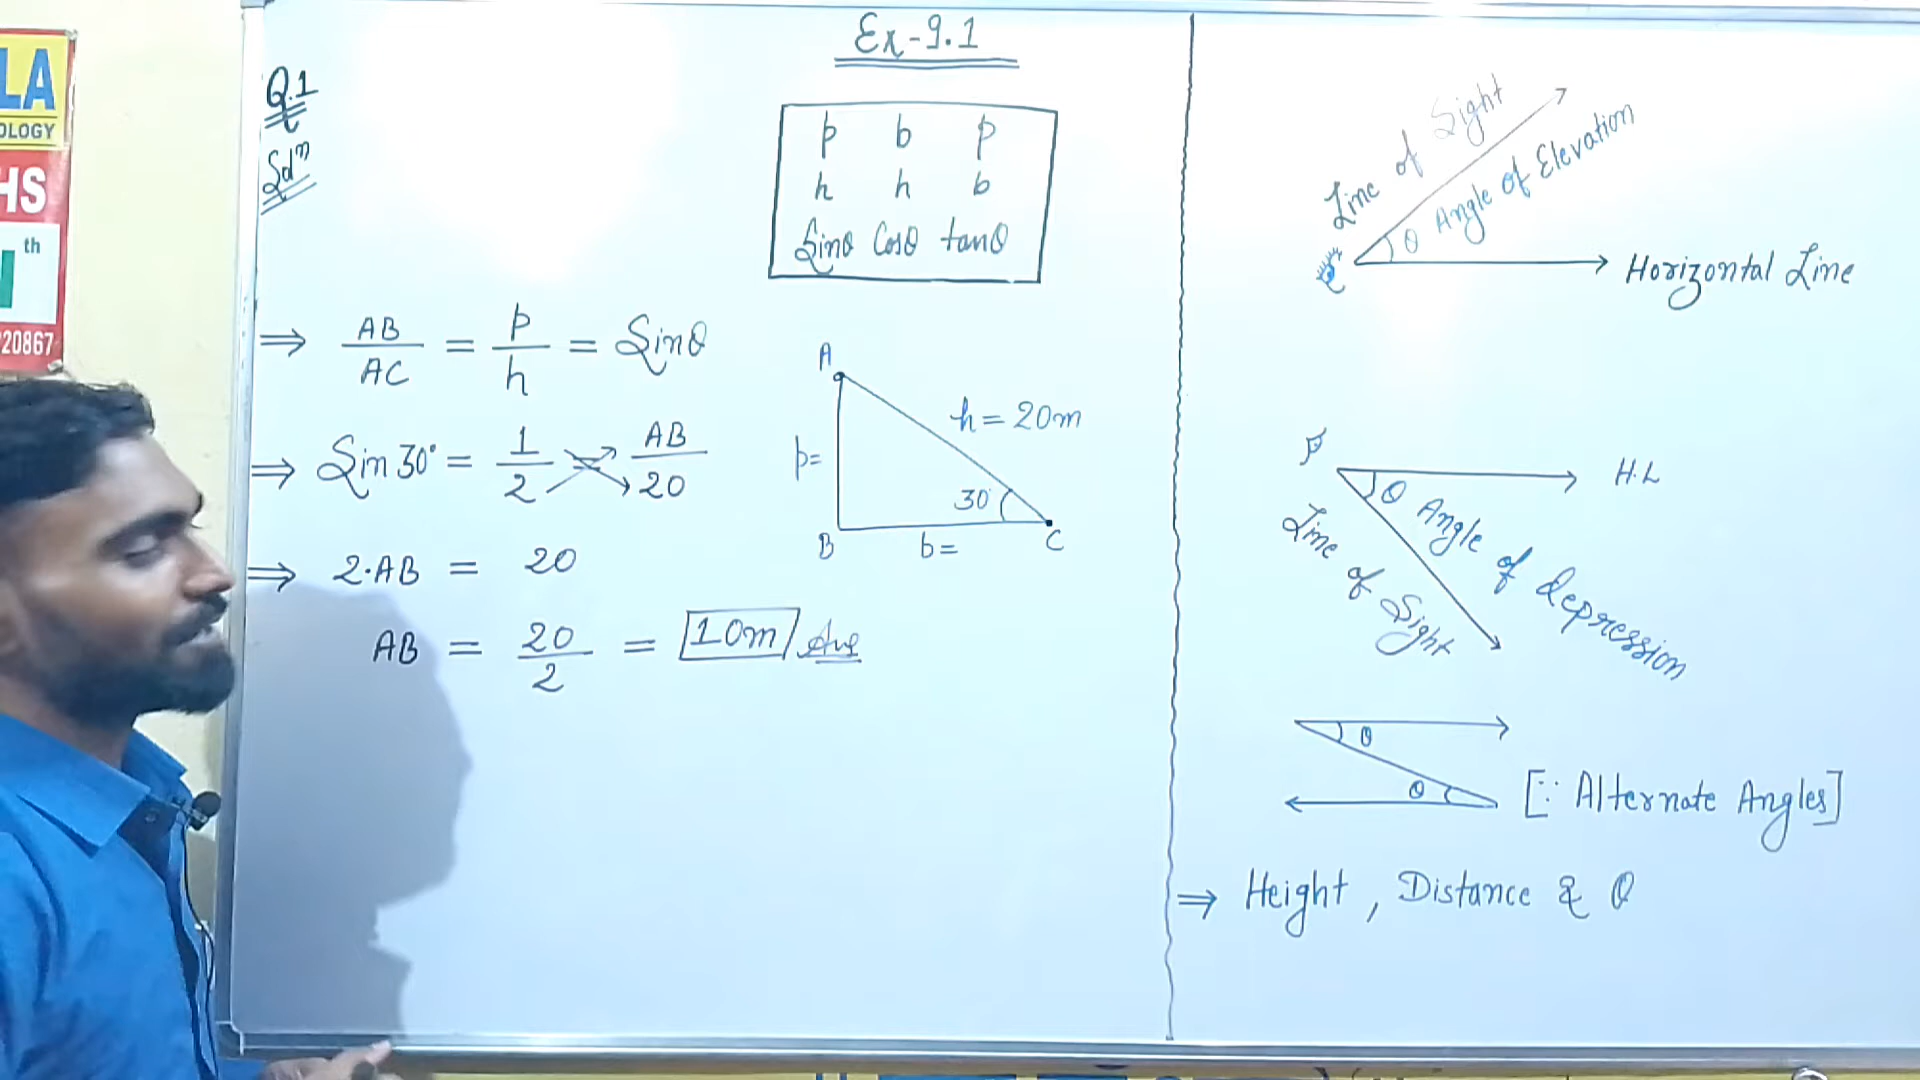 LA
OLOGY
HS
th
20867
Ex-9.1
Q.1
Solⁿ
p b p
h h b
Sinθ Cosθ tanθ
⇒ AB/AC = p/h = Sinθ
⇒ Sin 30° = 1/2 = AB/20
⇒ 2·AB = 20
AB = 20/2 = 10m Ans
A
h = 20m
p=
30°
B b= C
Line of Sight
θ Angle of Elevation
Horizontal Line
H.L
θ Angle of depression
Line of Sight
θ
θ [∵ Alternate Angles]
⇒ Height, Distance & θ